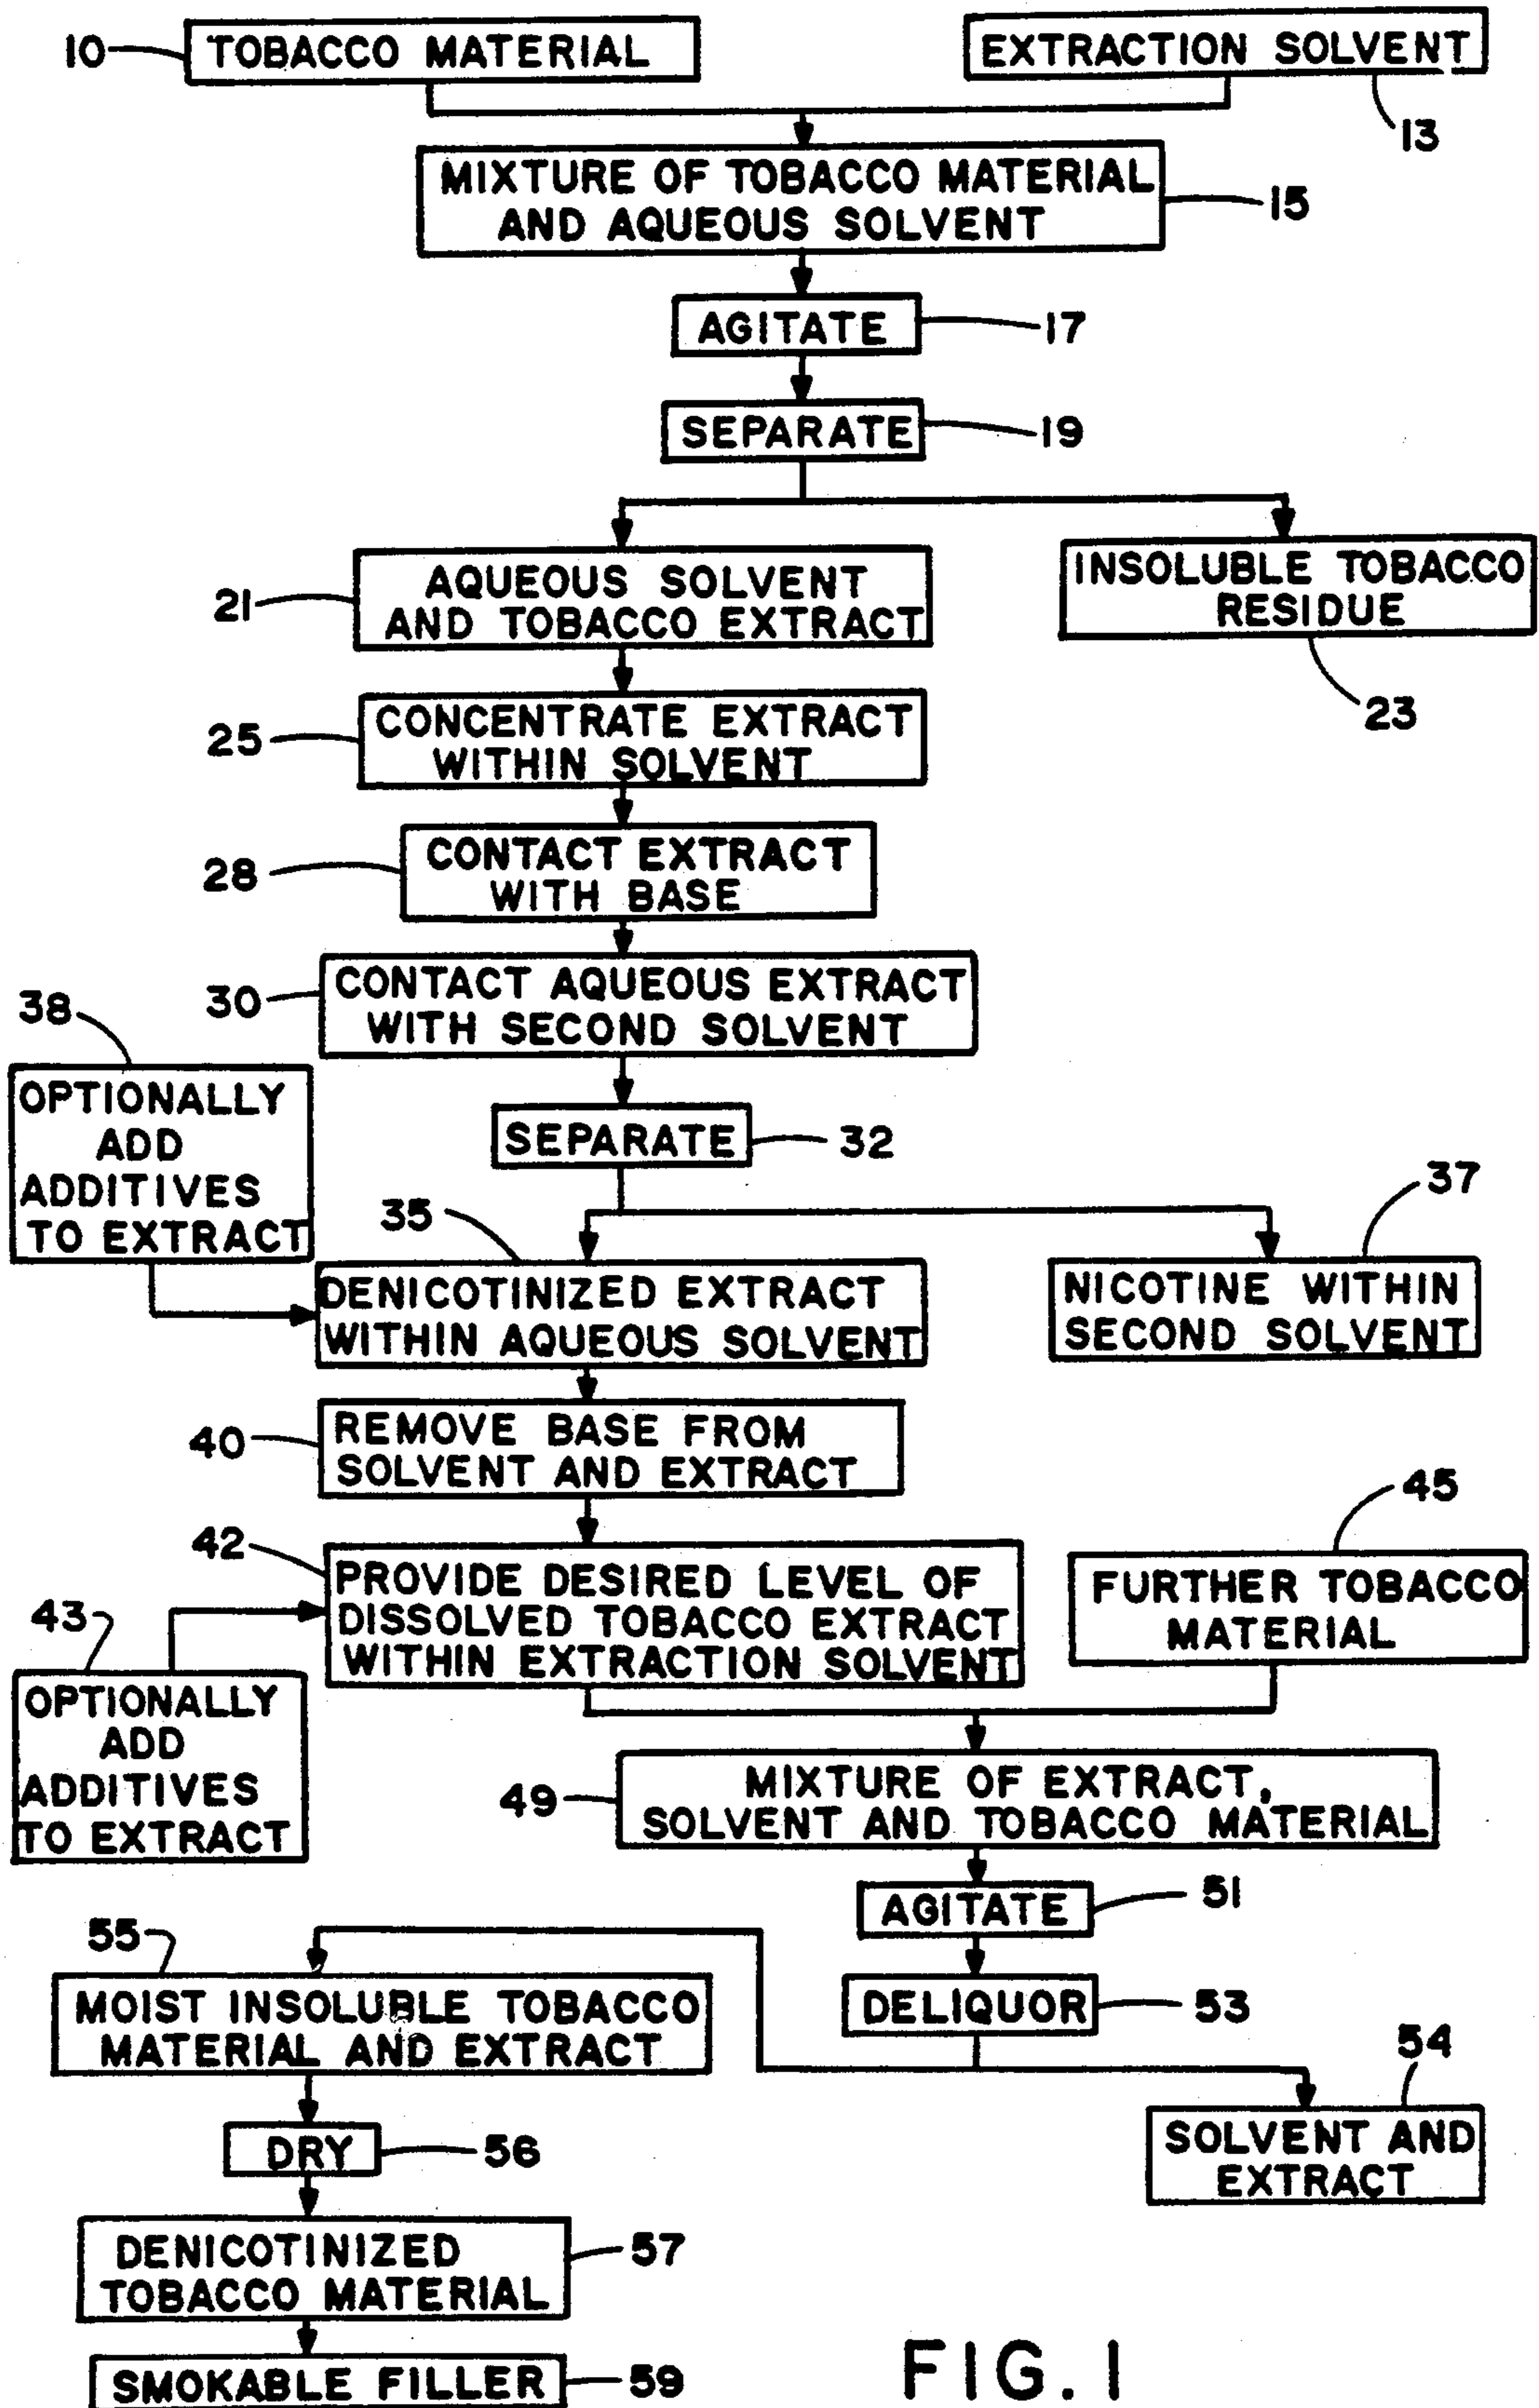 10
TOBACCO MATERIAL
EXTRACTION SOLVENT
13
MIXTURE OF TOBACCO MATERIAL
AND AQUEOUS SOLVENT
15
AGITATE
17
SEPARATE
19
21
AQUEOUS SOLVENT
AND TOBACCO EXTRACT
INSOLUBLE TOBACCO
RESIDUE
23
25
CONCENTRATE EXTRACT
WITHIN SOLVENT
28
CONTACT EXTRACT
WITH BASE
30
CONTACT AQUEOUS EXTRACT
WITH SECOND SOLVENT
38
OPTIONALLY
ADD
ADDITIVES
TO EXTRACT
SEPARATE
32
35
DENICOTINIZED EXTRACT
WITHIN AQUEOUS SOLVENT
37
NICOTINE WITHIN
SECOND SOLVENT
40
REMOVE BASE FROM
SOLVENT AND EXTRACT
42
PROVIDE DESIRED LEVEL OF
DISSOLVED TOBACCO EXTRACT
WITHIN EXTRACTION SOLVENT
45
FURTHER TOBACCO
MATERIAL
43
OPTIONALLY
ADD
ADDITIVES
TO EXTRACT
49
MIXTURE OF EXTRACT,
SOLVENT AND TOBACCO MATERIAL
AGITATE
51
DELIQUOR
53
55
MOIST INSOLUBLE TOBACCO
MATERIAL AND EXTRACT
54
SOLVENT AND
EXTRACT
DRY
56
DENICOTINIZED
TOBACCO MATERIAL
57
SMOKABLE FILLER
59
FIG. 1